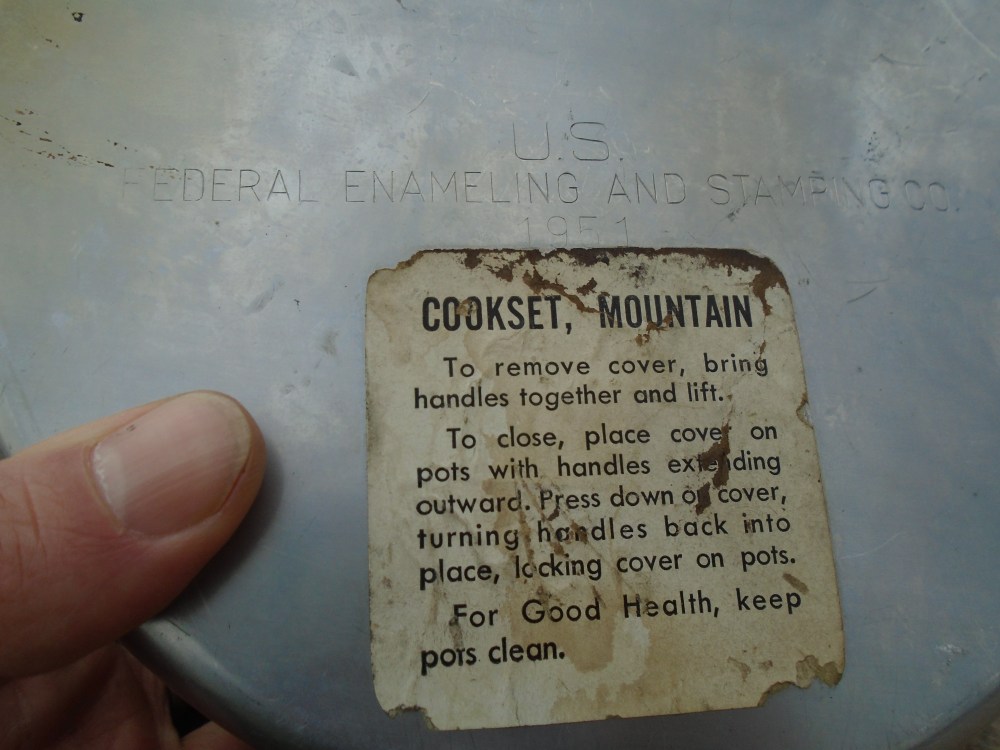 U.S.
FEDERAL ENAMELING AND STAMPING CO.
1951
COOKSET, MOUNTAIN
To remove cover, bring
handles together and lift.
To close, place cover on
pots with handles extending
outward. Press down on cover,
turning handles back into
place, locking cover on pots.
For Good Health, keep
pots clean.